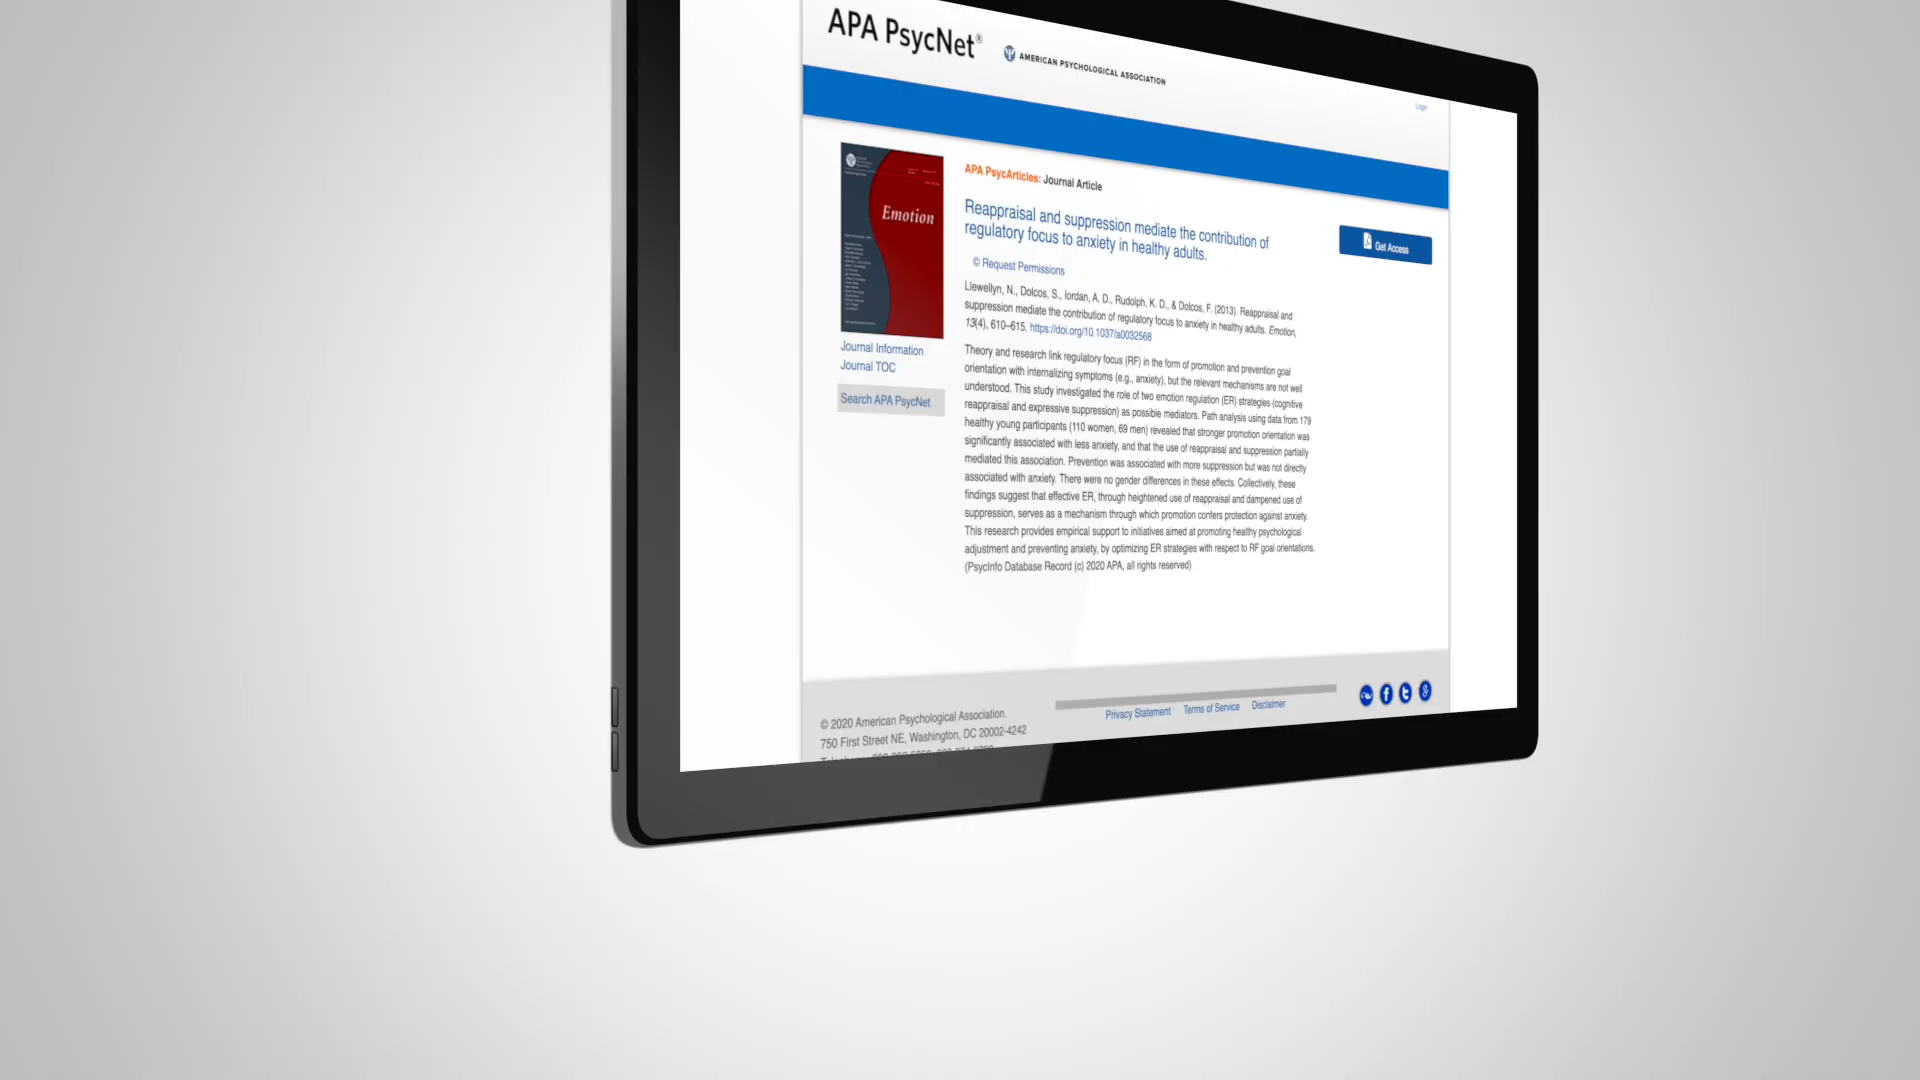 APA PsycNet®
AMERICAN PSYCHOLOGICAL ASSOCIATION
Login
Emotion
APA PsycArticles: Journal Article
Reappraisal and suppression mediate the contribution of
regulatory focus to anxiety in healthy adults.
Get Access
© Request Permissions
Llewellyn, N., Dolcos, S., Iordan, A. D., Rudolph, K. D., & Dolcos, F. (2013). Reappraisal and
suppression mediate the contribution of regulatory focus to anxiety in healthy adults. Emotion,
13(4), 610–615. https://doi.org/10.1037/a0032568
Journal Information
Journal TOC
Search APA PsycNet
Theory and research link regulatory focus (RF) in the form of promotion and prevention goal
orientation with internalizing symptoms (e.g., anxiety), but the relevant mechanisms are not well
understood. This study investigated the role of two emotion regulation (ER) strategies (cognitive
reappraisal and expressive suppression) as possible mediators. Path analysis using data from 179
healthy young participants (110 women, 69 men) revealed that stronger promotion orientation was
significantly associated with less anxiety, and that the use of reappraisal and suppression partially
mediated this association. Prevention was associated with more suppression but was not directly
associated with anxiety. There were no gender differences in these effects. Collectively, these
findings suggest that effective ER, through heightened use of reappraisal and dampened use of
suppression, serves as a mechanism through which promotion confers protection against anxiety.
This research provides empirical support to initiatives aimed at promoting healthy psychological
adjustment and preventing anxiety, by optimizing ER strategies with respect to RF goal orientations.
(PsycInfo Database Record (c) 2020 APA, all rights reserved)
© 2020 American Psychological Association.
750 First Street NE, Washington, DC 20002-4242
Privacy Statement Terms of Service Disclaimer